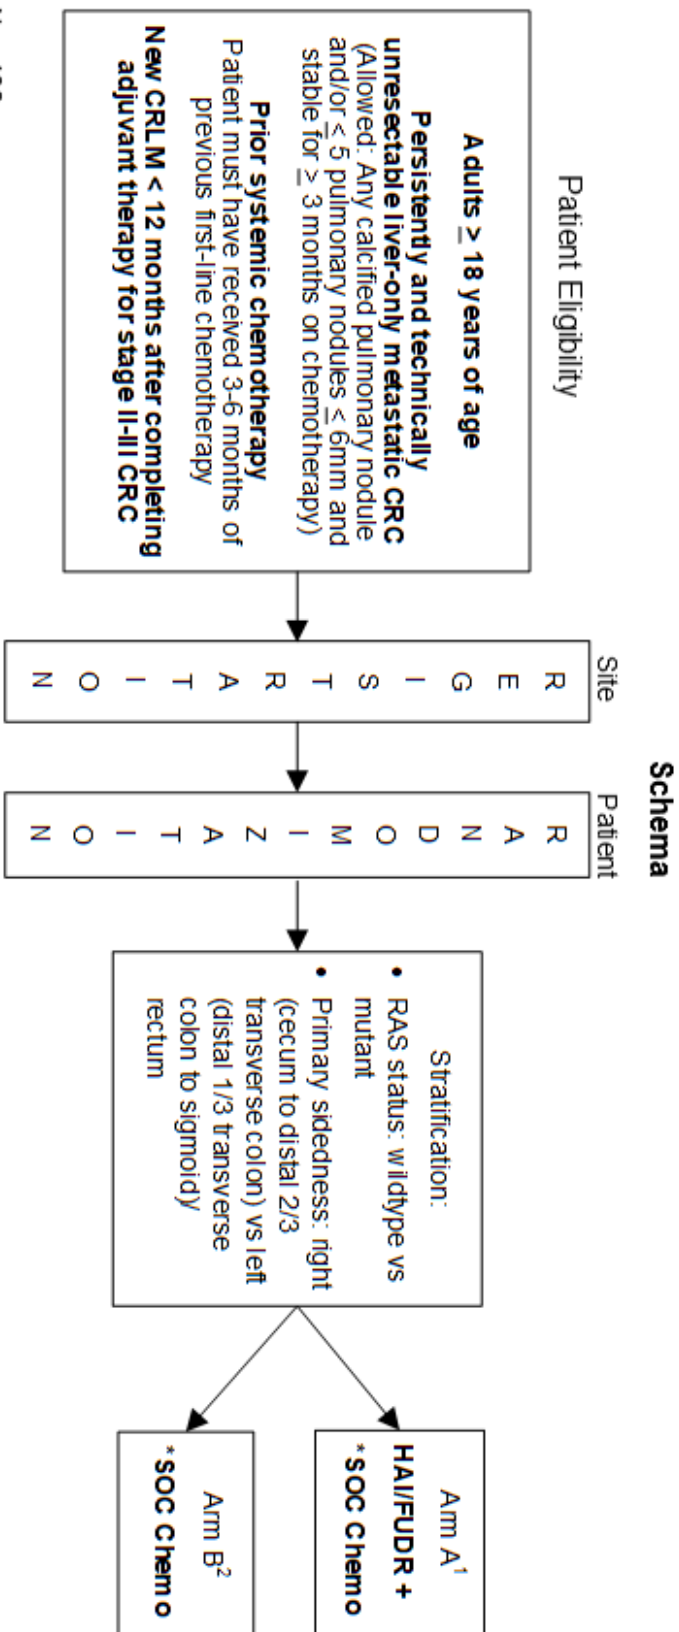 Schema
Patient Eligibility
Adults ≥ 18 years of age
Persistently and technically
unresectable liver-only metastatic CRC
(Allowed: Any calcified pulmonary nodule
and/or ≤ 5 pulmonary nodules ≤ 6mm and
stable for ≥ 3 months on chemotherapy)
Prior systemic chemotherapy
Patient must have received 3-6 months of
previous first-line chemotherapy
New CRLM < 12 months after completing
adjuvant therapy for stage II-III CRC
Site
R
E
G
I
S
T
R
A
T
I
O
N
Patient
R
A
N
D
O
M
I
Z
A
T
I
O
N
Stratification:
• RAS status: wildtype vs
mutant
• Primary sidedness: right
(cecum to distal 2/3
transverse colon) vs left
(distal 1/3 transverse
colon to sigmoid)/
rectum
Arm A¹
HAI/FUDR +
*SOC Chemo
Arm B²
*SOC Chemo